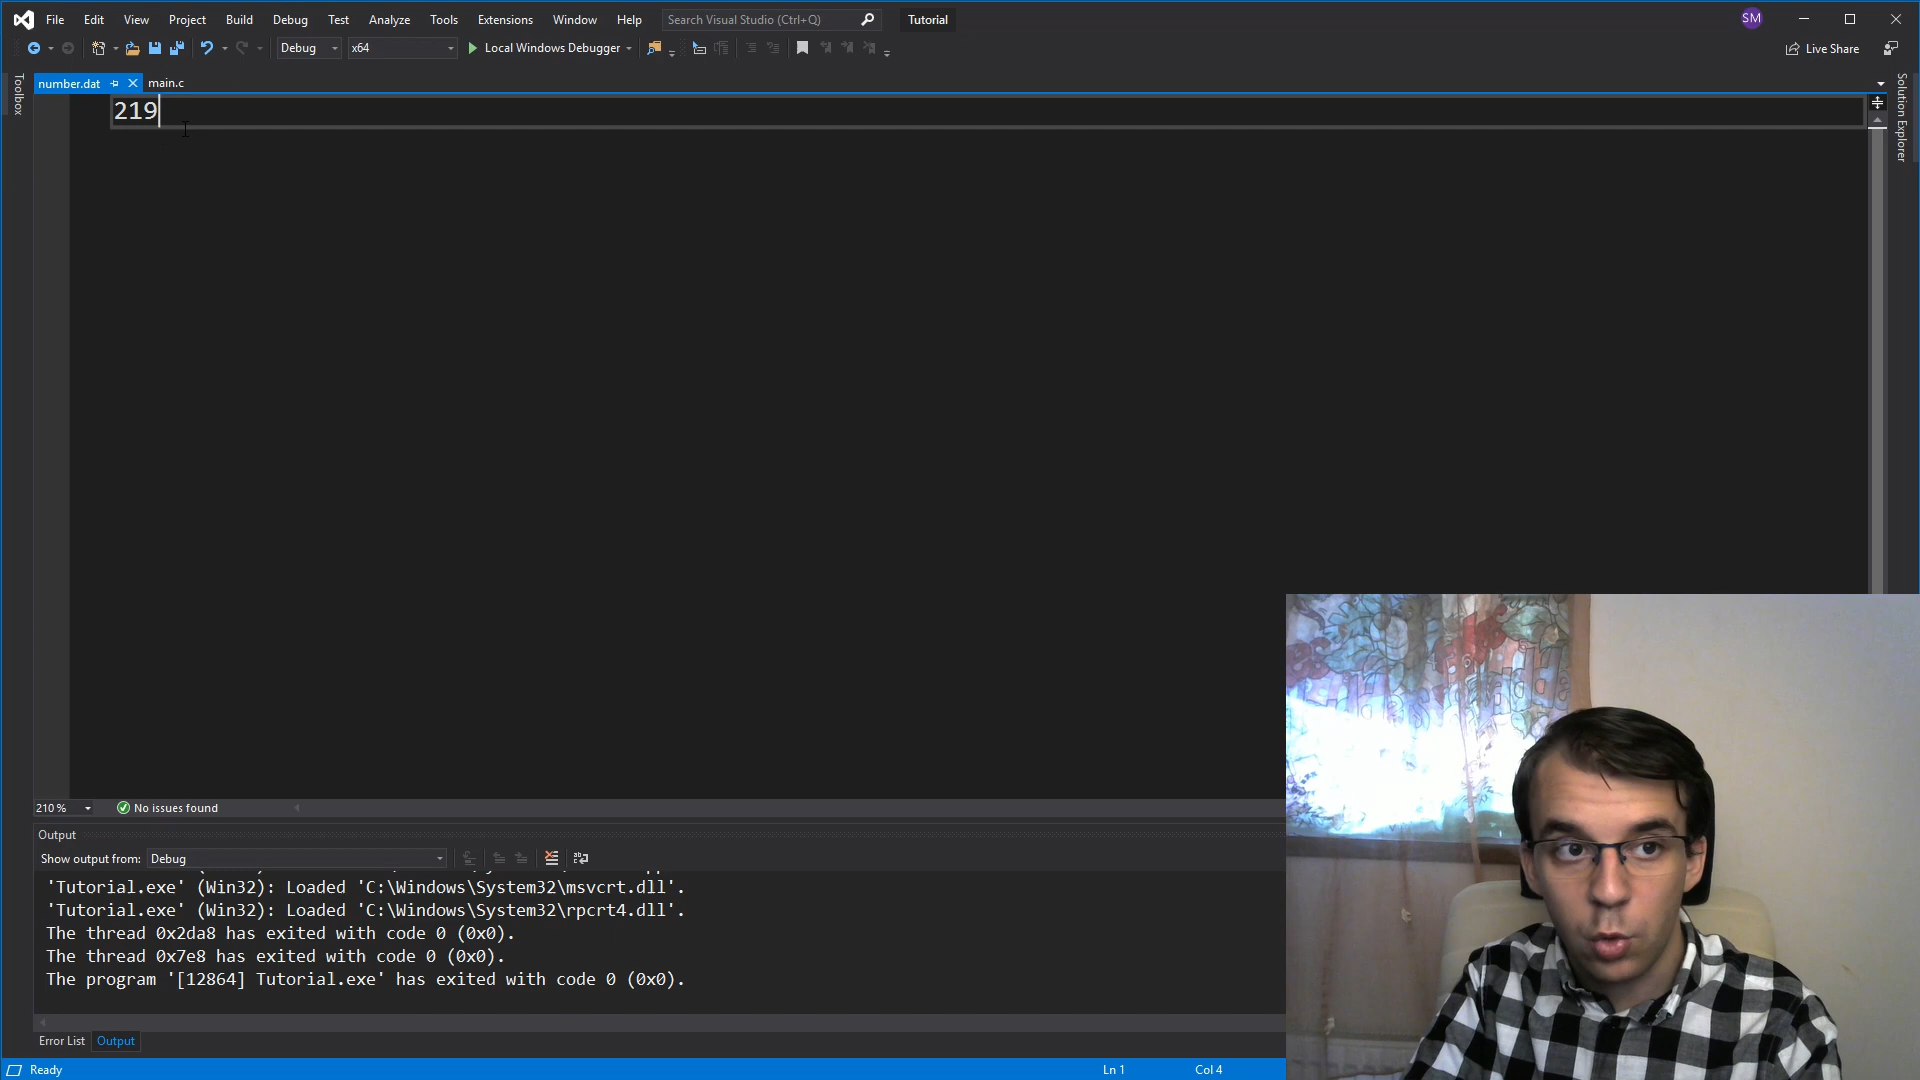 File Edit View Project Build Debug Test Analyze Tools Extensions Window Help Search Visual Studio (Ctrl+Q) Tutorial SM
Debug x64 Local Windows Debugger Live Share
Toolbox
number.dat main.c
Solution Explorer
219
210 % No issues found
Output
Show output from: Debug
'Tutorial.exe' (Win32): Loaded 'C:\Windows\System32\msvcrt.dll'.
'Tutorial.exe' (Win32): Loaded 'C:\Windows\System32\rpcrt4.dll'.
The thread 0x2da8 has exited with code 0 (0x0).
The thread 0x7e8 has exited with code 0 (0x0).
The program '[12864] Tutorial.exe' has exited with code 0 (0x0).
Error List Output
Ready Ln 1 Col 4